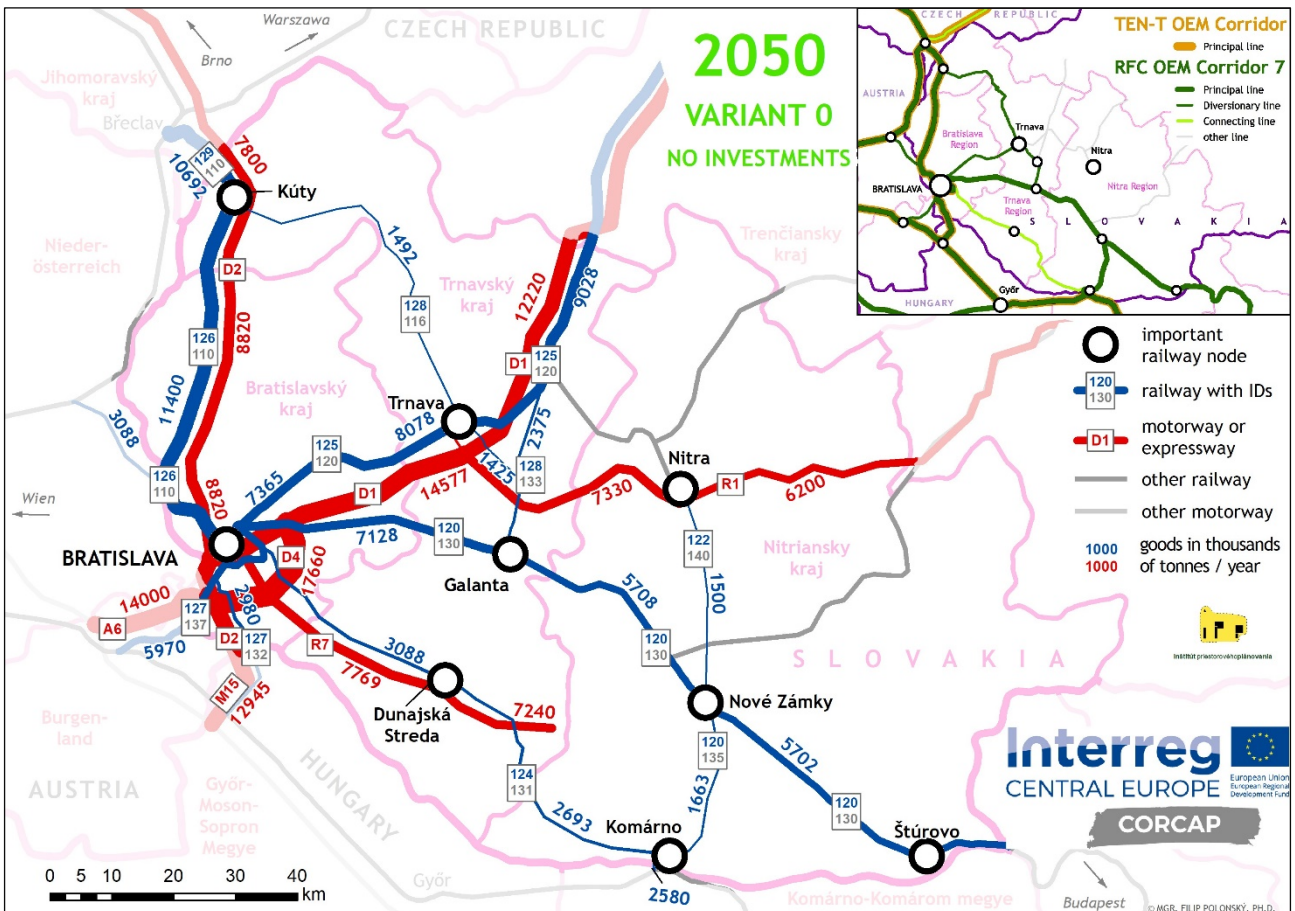 2050
VARIANT 0
NO INVESTMENTS
CZECH REPUBLIC
Warszawa
Brno
Jihomoravský
kraj
Břeclav
129
110
10692
7800
Kúty
Nieder-
österreich
D2
1492
128
116
Trnavský
kraj
Trenčiansky
kraj
12220
9028
126
110
8820
11400
Bratislavský
kraj
D1
125
120
3088
Trnava
8078
2375
125
120
1425
128
133
Nitra
126
110
7365
D1
14577
7330
R1
6200
8820
Wien
BRATISLAVA
7128
120
130
Galanta
122
140
Nitriansky
kraj
D4
17660
1500
5708
2980
14000
A6
127
137
5970
D2
127
132
R7
3088
7769
120
130
SLOVAKIA
M15
12945
Dunajská
Streda
7240
Nové Zámky
Burgen-
land
120
135
5702
AUSTRIA
HUNGARY
124
131
1663
120
130
Győr-
Moson-
Sopron
Megye
2693
Komárno
Štúrovo
2580
Győr
Komárno-Komárom megye
Budapest
0 5 10 20 30 40
km
CZECH REPUBLIC
AUSTRIA
Bratislava
Region
Trnava
Nitra
BRATISLAVA
Trnava
Region
Nitra Region
SLOVAKIA
Győr
HUNGARY
TEN-T OEM Corridor
Principal line
RFC OEM Corridor 7
Principal line
Diversionary line
Connecting line
other line
important
railway node
120
130
railway with IDs
D1
motorway or
expressway
other railway
other motorway
1000
1000
goods in thousands
of tonnes / year
Inštitút priestorového plánovania
Interreg
CENTRAL EUROPE
European Union
European Regional
Development Fund
CORCAP
© MGR. FILIP POLONSKÝ, PH.D.